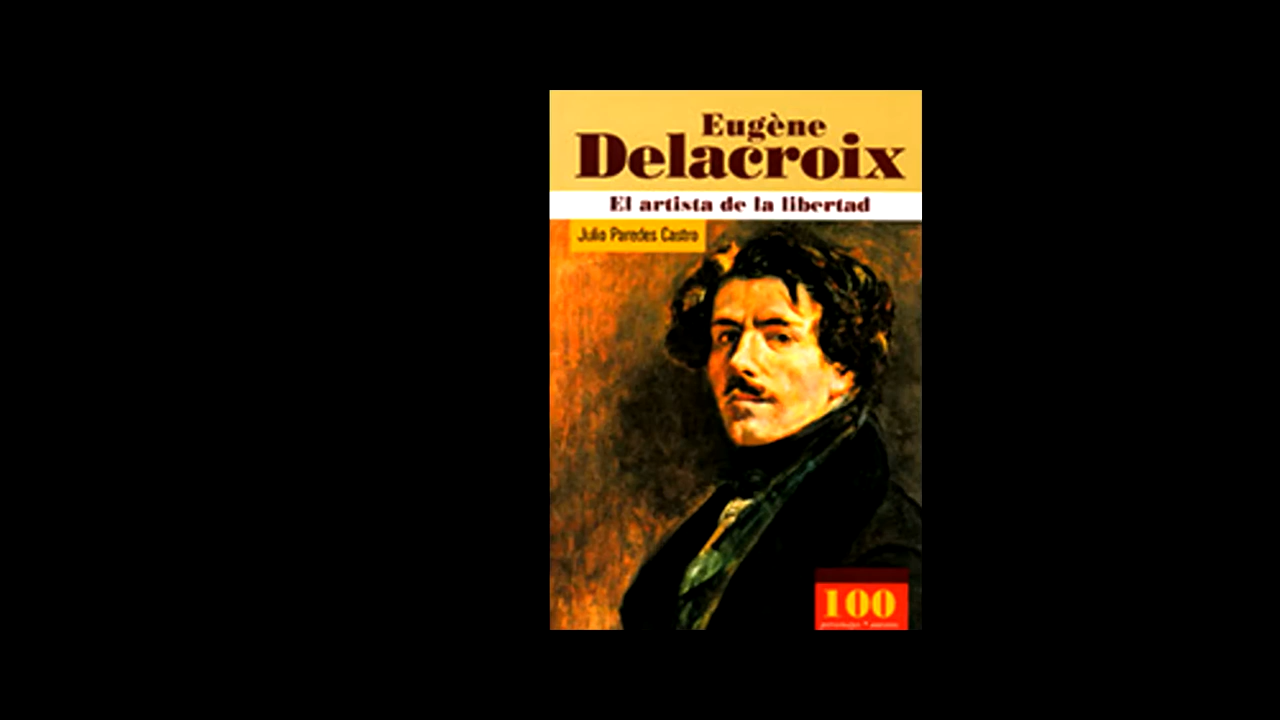 Eugène
Delacroix
El artista de la libertad
Julio Paredes Castro
100